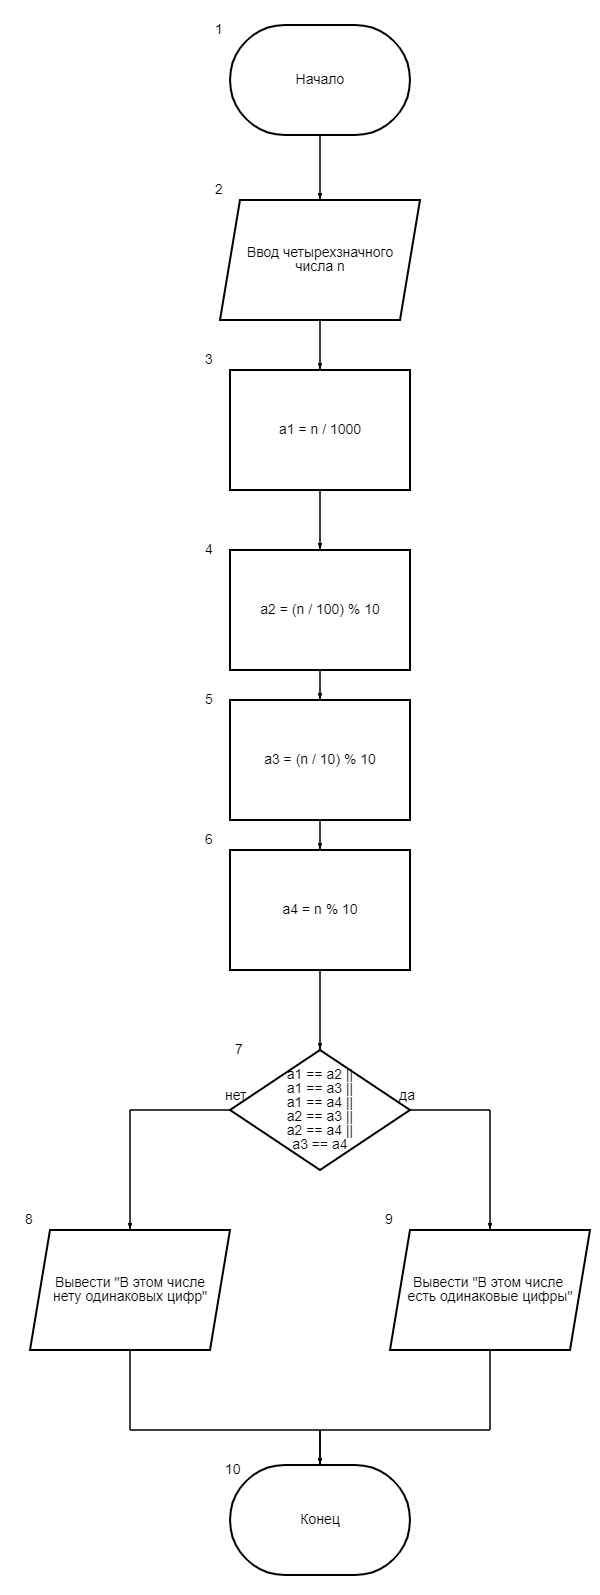 1
Начало
2
Ввод четырехзначного
числа n
3
a1 = n / 1000
4
a2 = (n / 100) % 10
5
a3 = (n / 10) % 10
6
a4 = n % 10
7
a1 == a2 ||
a1 == a3 ||
a1 == a4 ||
a2 == a3 ||
a2 == a4 ||
a3 == a4
нет
да
8
Вывести "В этом числе
нету одинаковых цифр"
9
Вывести "В этом числе
есть одинаковые цифры"
10
Конец